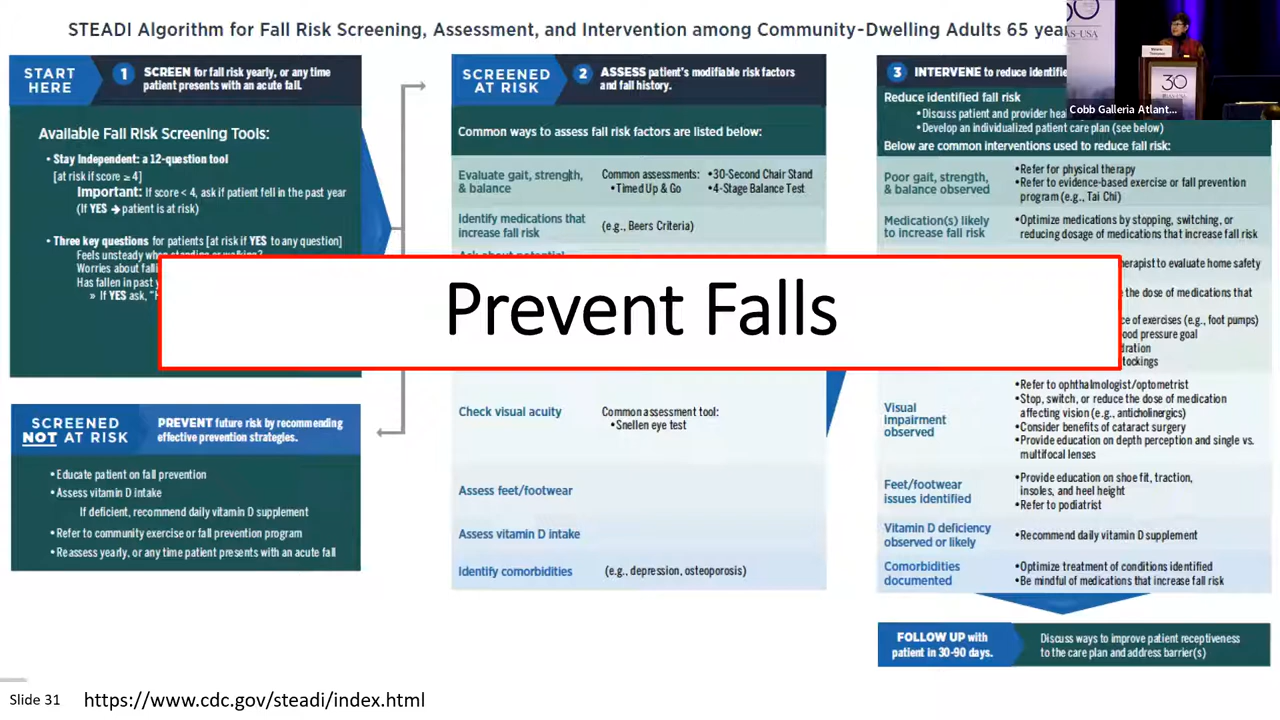 STEADI Algorithm for Fall Risk Screening, Assessment, and Intervention among Community-Dwelling Adults 65
START HERE
1 SCREEN for fall risk yearly, or any time
patient presents with an acute fall.
Available Fall Risk Screening Tools:
• Stay Independent: a 12-question tool
[at risk if score ≥ 4]
Important: If score < 4, ask if patient fell in the past year
(If YES ➔ patient is at risk)
• Three key questions for patients [at risk if YES to any question]
Feels unsteady when standing or walking?
Worries about
Has fallen in past
» If YES ask,
SCREENED
NOT AT RISK
PREVENT future risk by recommending
effective prevention strategies.
• Educate patient on fall prevention
• Assess vitamin D intake
If deficient, recommend daily vitamin D supplement
• Refer to community exercise or fall prevention program
• Reassess yearly, or any time patient presents with an acute fall
SCREENED
AT RISK
2 ASSESS patient's modifiable risk factors
and fall history.
Common ways to assess fall risk factors are listed below:
Evaluate gait, strength,
& balance
Common assessments:
• Timed Up & Go
• 30-Second Chair Stand
• 4-Stage Balance Test
Identify medications that
increase fall risk
(e.g., Beers Criteria)
Ask about potential
Prevent Falls
Check visual acuity
Common assessment tool:
• Snellen eye test
Assess feet/footwear
Assess vitamin D intake
Identify comorbidities
(e.g., depression, osteoporosis)
3 INTERVENE to reduce
Reduce identified fall risk
• Discuss patient and provider
• Develop an individualized patient care plan (see below)
Below are common interventions used to reduce fall risk:
Poor gait, strength,
& balance observed
• Refer for physical therapy
• Refer to evidence-based exercise or fall prevention
program (e.g., Tai Chi)
Medication(s) likely
to increase fall risk
• Optimize medications by stopping, switching, or
reducing dosage of medications that increase fall risk
to evaluate home safety
the dose of medications that
of exercises (e.g., foot pumps)
pressure goal
Visual
impairment
observed
• Refer to ophthalmologist/optometrist
• Stop, switch, or reduce the dose of medication
affecting vision (e.g., anticholinergics)
• Consider benefits of cataract surgery
• Provide education on depth perception and single vs.
multifocal lenses
Feet/footwear
issues identified
• Provide education on shoe fit, traction,
insoles, and heel height
• Refer to podiatrist
Vitamin D deficiency
observed or likely
• Recommend daily vitamin D supplement
Comorbidities
documented
• Optimize treatment of conditions identified
• Be mindful of medications that increase fall risk
FOLLOW UP with
patient in 30-90 days.
Discuss ways to improve patient receptiveness
to the care plan and address barrier(s)
30
Cobb Galleria Atlant...
Slide 31
https://www.cdc.gov/steadi/index.html